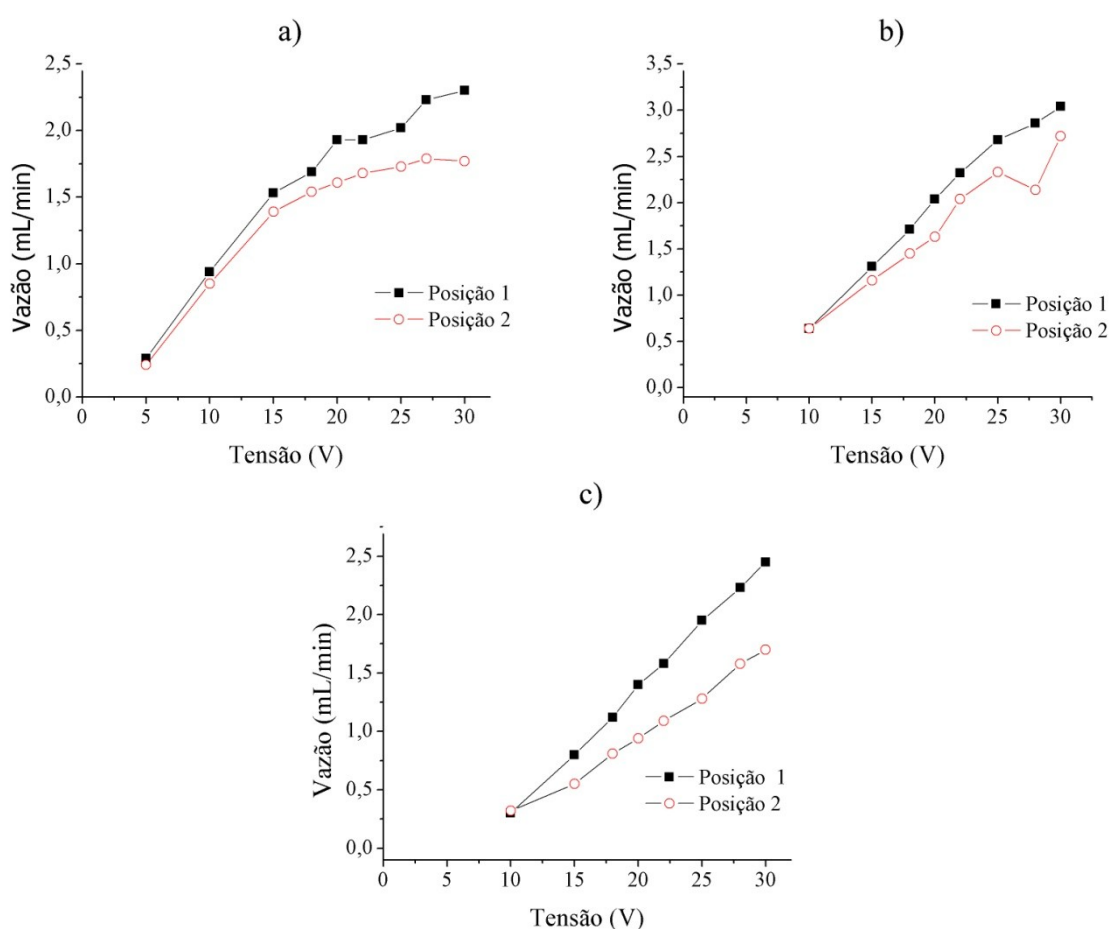 a)
2,5
2,0
1,5
1,0
0,5
0,0
Vazão (mL/min)
Posição 1
Posição 2
0 5 10 15 20 25 30
Tensão (V)
b)
3,5
3,0
2,5
2,0
1,5
1,0
0,5
0,0
Vazão (mL/min)
Posição 1
Posição 2
0 5 10 15 20 25 30
Tensão (V)
c)
2,5
2,0
1,5
1,0
0,5
0,0
Vazão (mL/min)
Posição 1
Posição 2
0 5 10 15 20 25 30
Tensão (V)